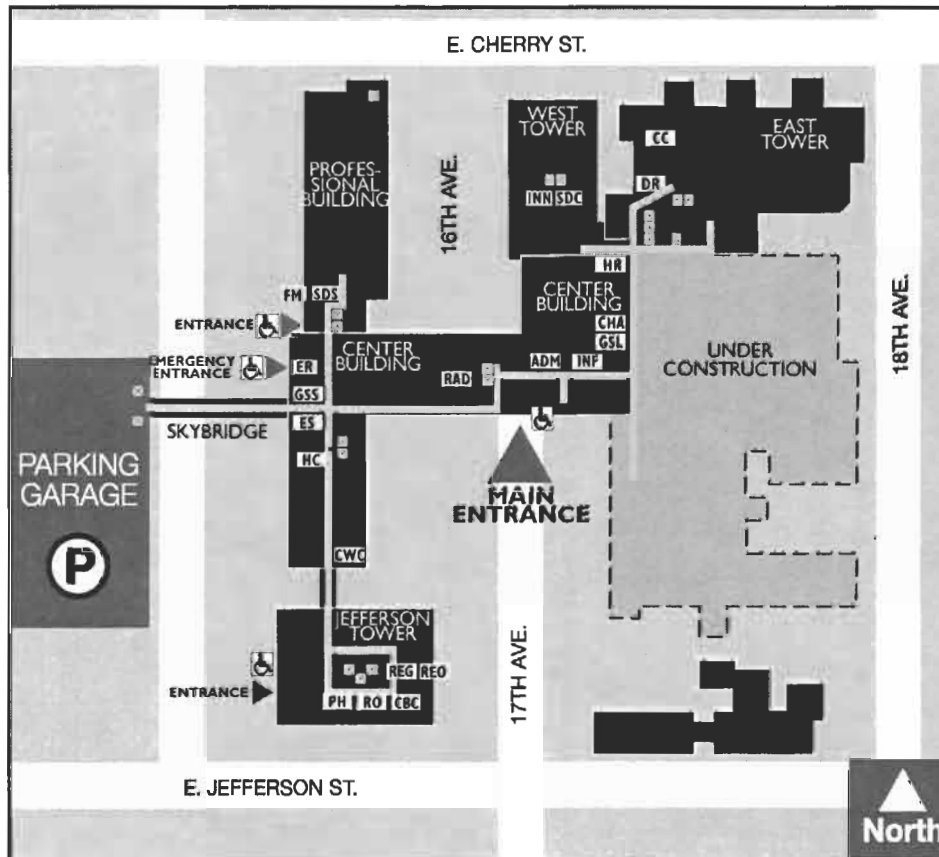 E. CHERRY ST.
WEST
TOWER
EAST
TOWER
CC
PROFES-
SIONAL
BUILDING
16TH AVE.
INN SDC
DR
18TH AVE.
HR
FM SDS
CENTER
BUILDING
ENTRANCE
CHA
GSL
CENTER
BUILDING
UNDER
CONSTRUCTION
EMERGENCY
ENTRANCE
ER
ADM INF
RAD
GSS
SKYBRIDGE
ES
HC
PARKING
GARAGE
P
MAIN
ENTRANCE
CWC
JEFFERSON
TOWER
REG REO
ENTRANCE
PH RO CBC
17TH AVE.
E. JEFFERSON ST.
North